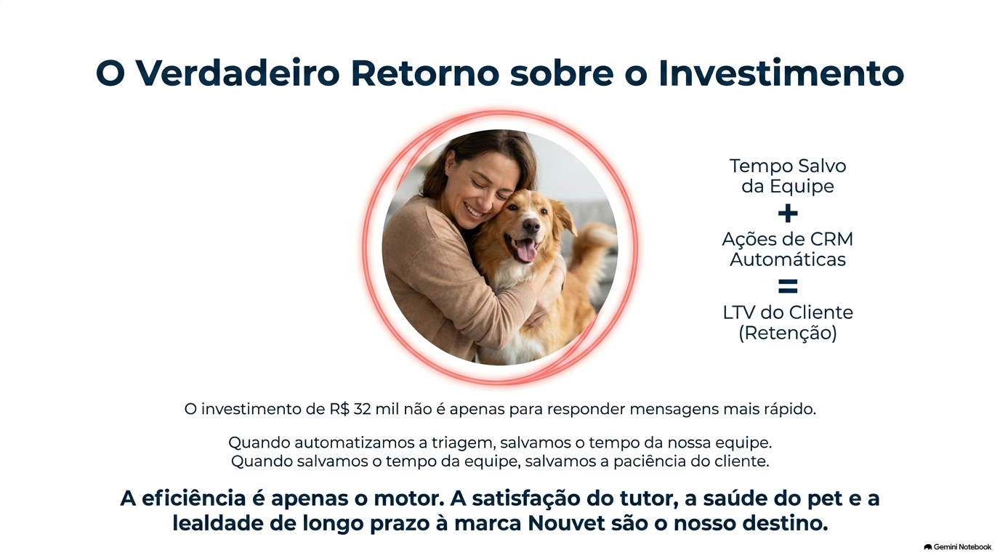 O Verdadeiro Retorno sobre o Investimento
Tempo Salvo
da Equipe
+
Ações de CRM
Automáticas
=
LTV do Cliente
(Retenção)
O investimento de R$ 32 mil não é apenas para responder mensagens mais rápido.
Quando automatizamos a triagem, salvamos o tempo da nossa equipe.
Quando salvamos o tempo da equipe, salvamos a paciência do cliente.
A eficiência é apenas o motor. A satisfação do tutor, a saúde do pet e a
lealdade de longo prazo à marca Nouvet são o nosso destino.
Gemini Notebook